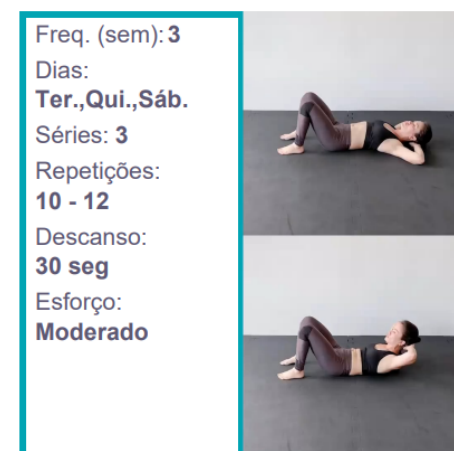 Freq. (sem): 3
Dias:
Ter.,Qui.,Sáb.
Séries: 3
Repetições:
10 - 12
Descanso:
30 seg
Esforço:
Moderado